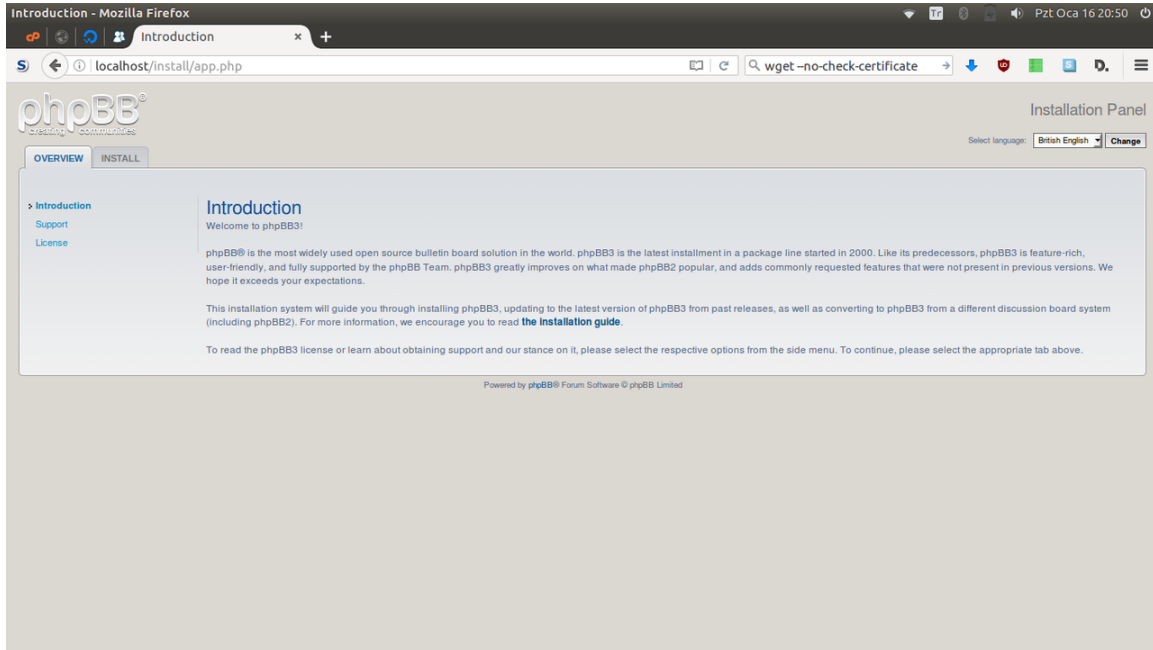 Introduction - Mozilla Firefox
Tr
Pzt Oca 16 20:50
Introduction
localhost/install/app.php
wget --no-check-certificate
phpBB®
creating communities
Installation Panel
Select language: British English Change
OVERVIEW INSTALL
Introduction
Support
License
Introduction
Welcome to phpBB3!
phpBB® is the most widely used open source bulletin board solution in the world. phpBB3 is the latest installment in a package line started in 2000. Like its predecessors, phpBB3 is feature-rich,
user-friendly, and fully supported by the phpBB Team. phpBB3 greatly improves on what made phpBB2 popular, and adds commonly requested features that were not present in previous versions. We
hope it exceeds your expectations.
This installation system will guide you through installing phpBB3, updating to the latest version of phpBB3 from past releases, as well as converting to phpBB3 from a different discussion board system
(including phpBB2). For more information, we encourage you to read the installation guide.
To read the phpBB3 license or learn about obtaining support and our stance on it, please select the respective options from the side menu. To continue, please select the appropriate tab above.
Powered by phpBB® Forum Software © phpBB Limited